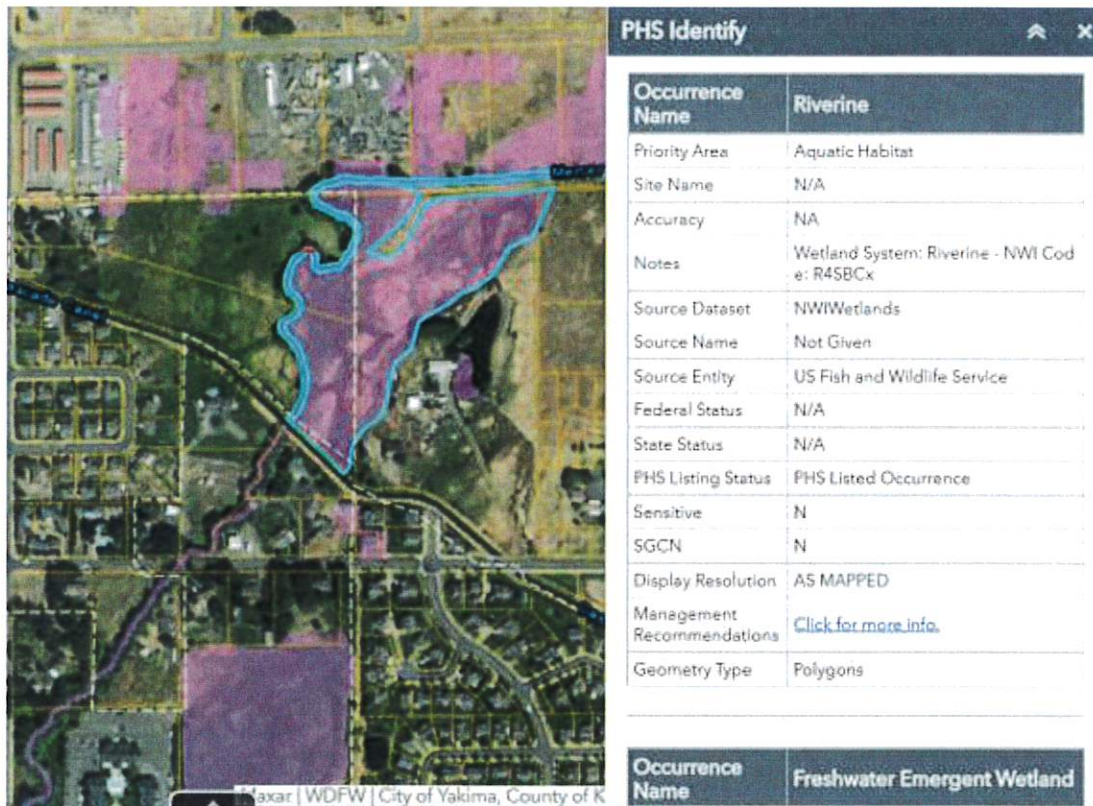 PHS Identify
Occurrence Name Riverine
Priority Area Aquatic Habitat
Site Name N/A
Accuracy NA
Notes Wetland System: Riverine - NWI Cod
e: R4SBCx
Source Dataset NWIWetlands
Source Name Not Given
Source Entity US Fish and Wildlife Service
Federal Status N/A
State Status N/A
PHS Listing Status PHS Listed Occurrence
Sensitive N
SGCN N
Display Resolution AS MAPPED
Management
Recommendations Click for more info.
Geometry Type Polygons
Occurrence
Name Freshwater Emergent Wetland
Maxar | WDFW | City of Yakima, County of K